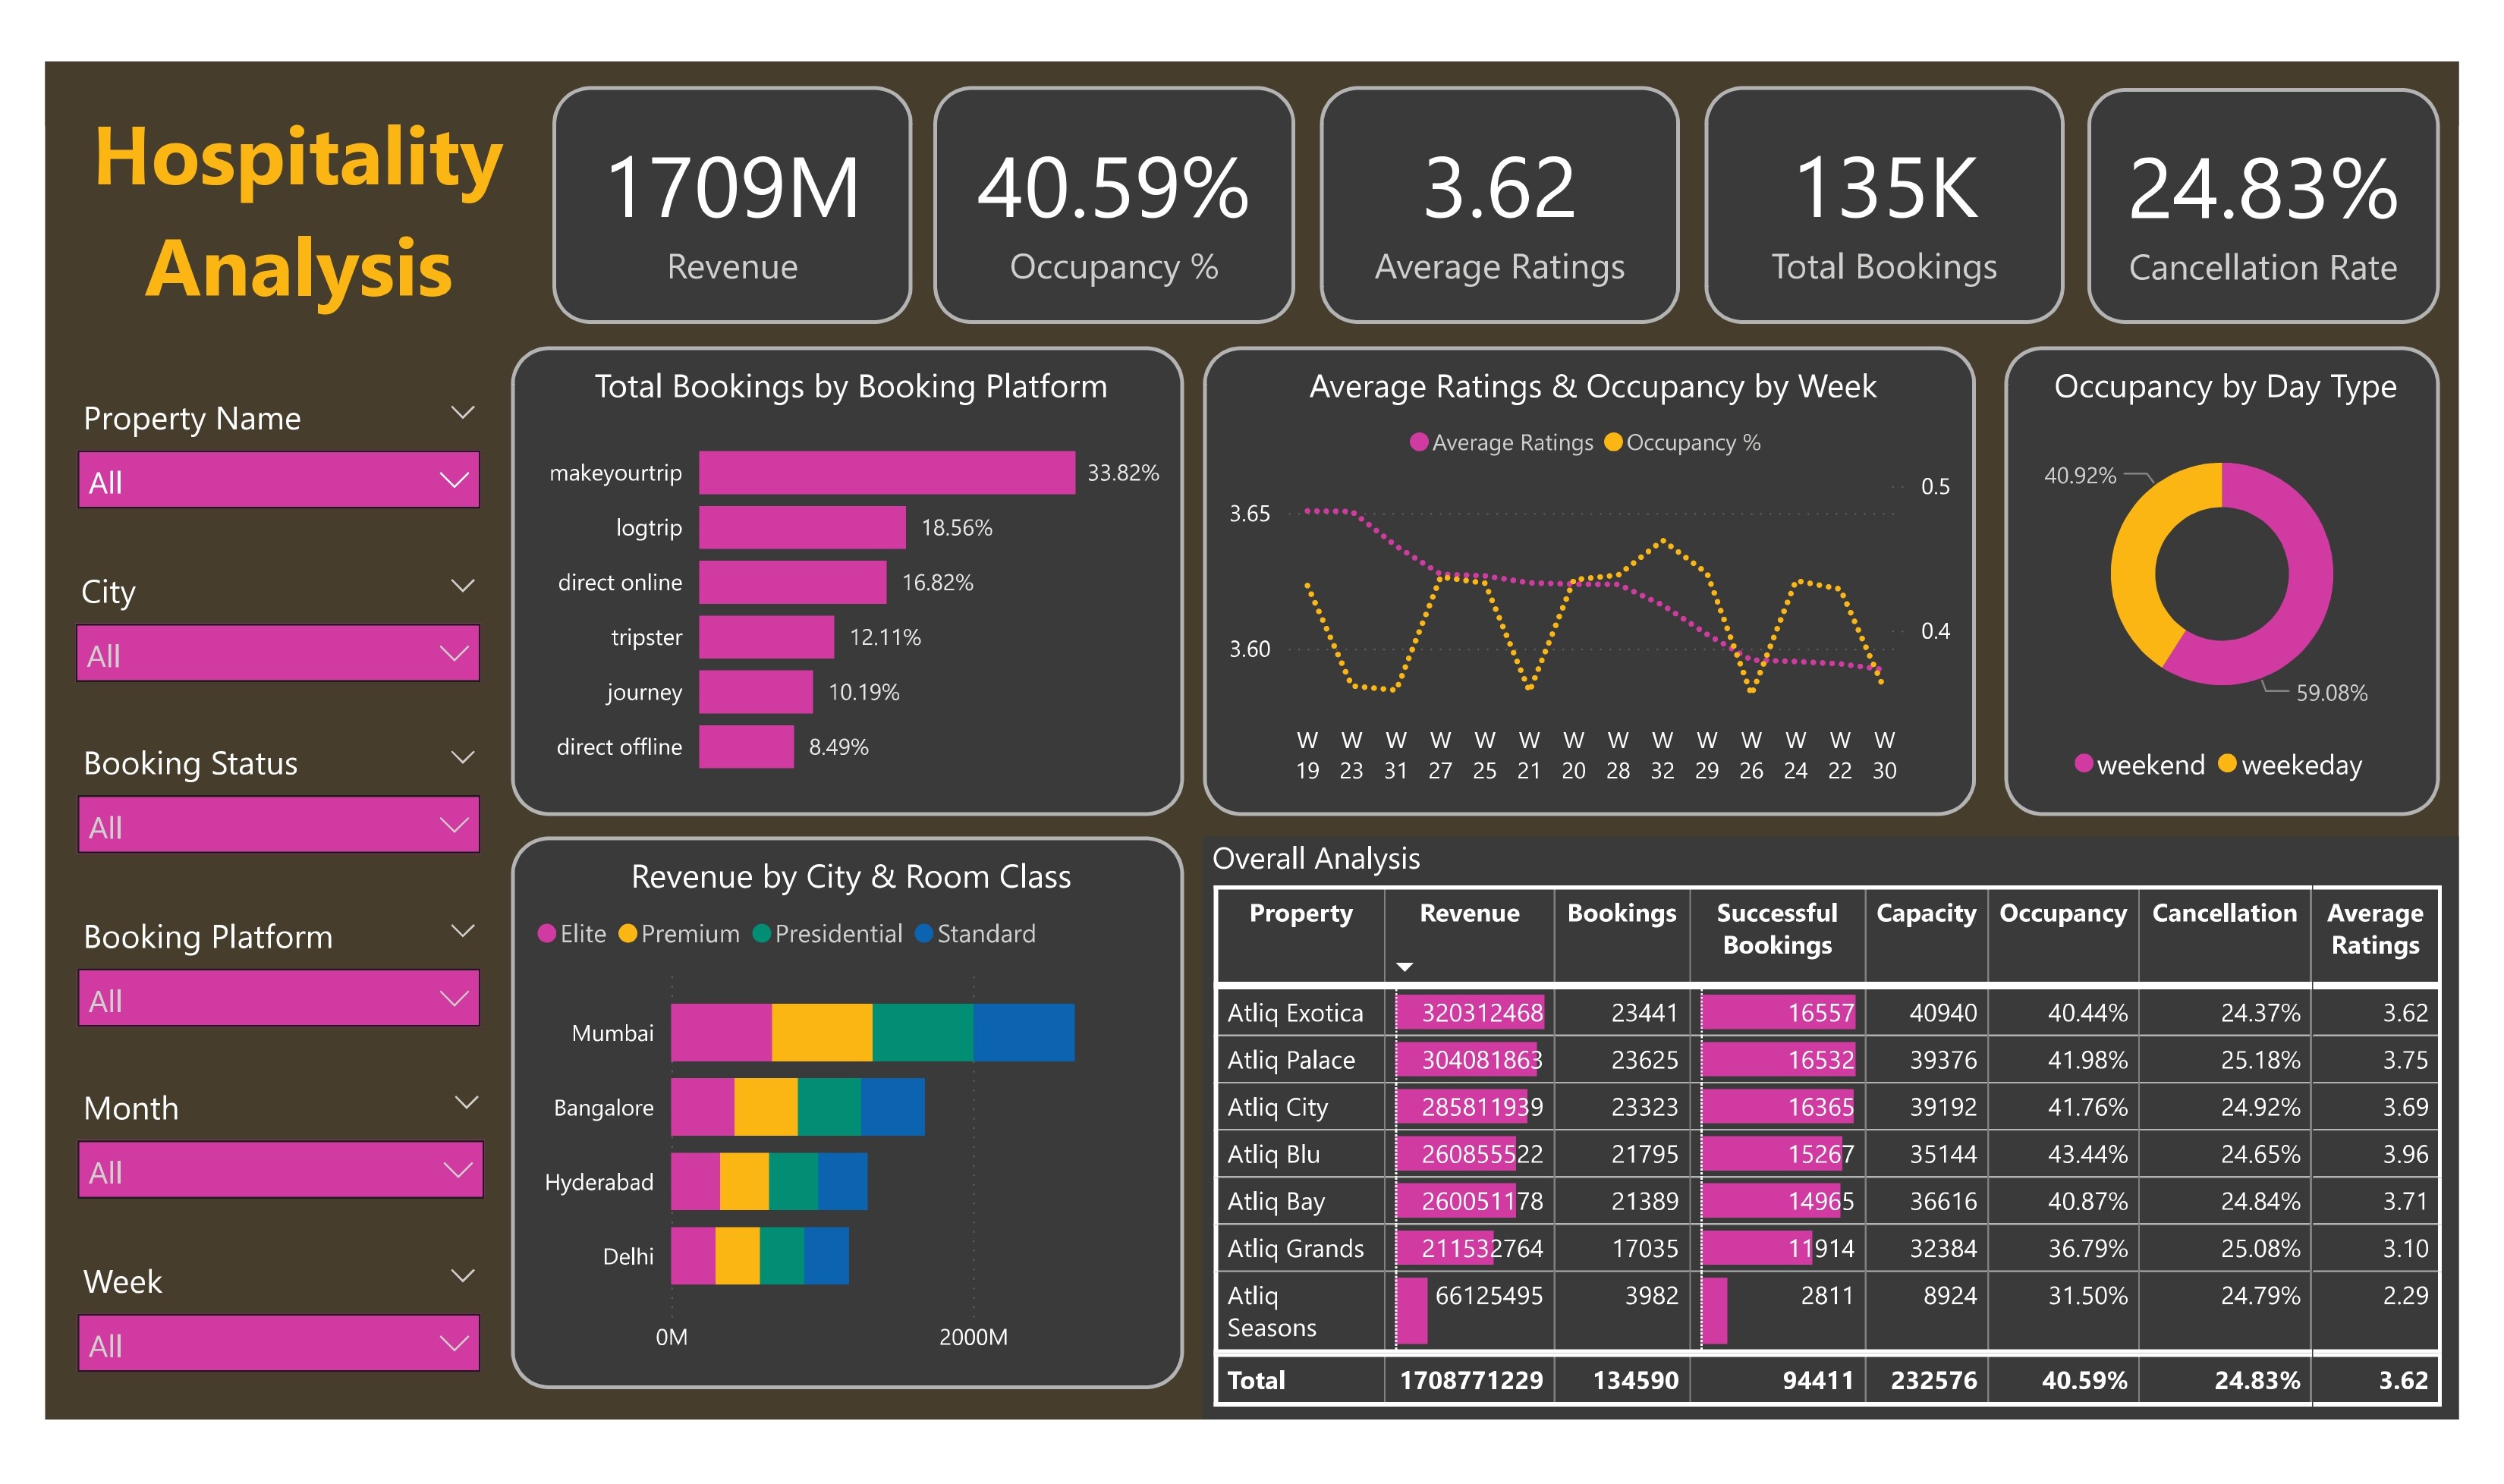 Hospitality
Analysis
1709M
Revenue
40.59%
Occupancy %
3.62
Average Ratings
135K
Total Bookings
24.83%
Cancellation Rate
Property Name
All
City
All
Booking Status
All
Booking Platform
All
Month
All
Week
All
Total Bookings by Booking Platform
makeyourtrip 33.82%
logtrip 18.56%
direct online 16.82%
tripster 12.11%
journey 10.19%
direct offline 8.49%
Average Ratings & Occupancy by Week
Average Ratings Occupancy %
0.5
3.65
0.4
3.60
W W W W W W W W W W W W W W
19 23 31 27 25 21 20 28 32 29 26 24 22 30
Occupancy by Day Type
40.92%
59.08%
weekend weekeday
Revenue by City & Room Class
Elite Premium Presidential Standard
Mumbai
Bangalore
Hyderabad
Delhi
0M 2000M
Overall Analysis
Property Revenue Bookings Successful Capacity Occupancy Cancellation Average
Bookings Ratings
Atliq Exotica 320312468 23441 16557 40940 40.44% 24.37% 3.62
Atliq Palace 304081863 23625 16532 39376 41.98% 25.18% 3.75
Atliq City 285811939 23323 16365 39192 41.76% 24.92% 3.69
Atliq Blu 260855522 21795 15267 35144 43.44% 24.65% 3.96
Atliq Bay 260051178 21389 14965 36616 40.87% 24.84% 3.71
Atliq Grands 211532764 17035 11914 32384 36.79% 25.08% 3.10
Atliq 66125495 3982 2811 8924 31.50% 24.79% 2.29
Seasons
Total 1708771229 134590 94411 232576 40.59% 24.83% 3.62